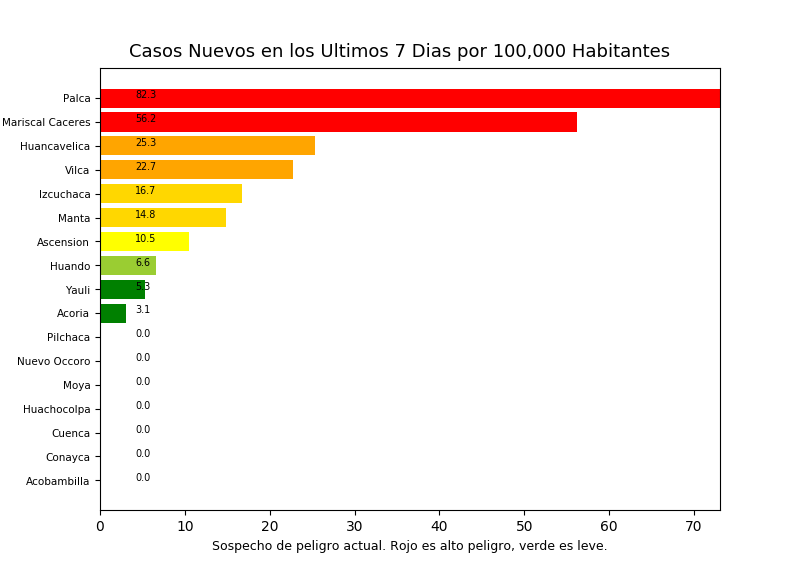 Casos Nuevos en los Ultimos 7 Dias por 100,000 Habitantes
Palca 82.3
Mariscal Caceres 56.2
Huancavelica 25.3
Vilca 22.7
Izcuchaca 16.7
Manta 14.8
Ascension 10.5
Huando 6.6
Yauli 5.3
Acoria 3.1
Pilchaca 0.0
Nuevo Occoro 0.0
Moya 0.0
Huachocolpa 0.0
Cuenca 0.0
Conayca 0.0
Acobambilla 0.0
0 10 20 30 40 50 60 70
Sospecho de peligro actual. Rojo es alto peligro, verde es leve.